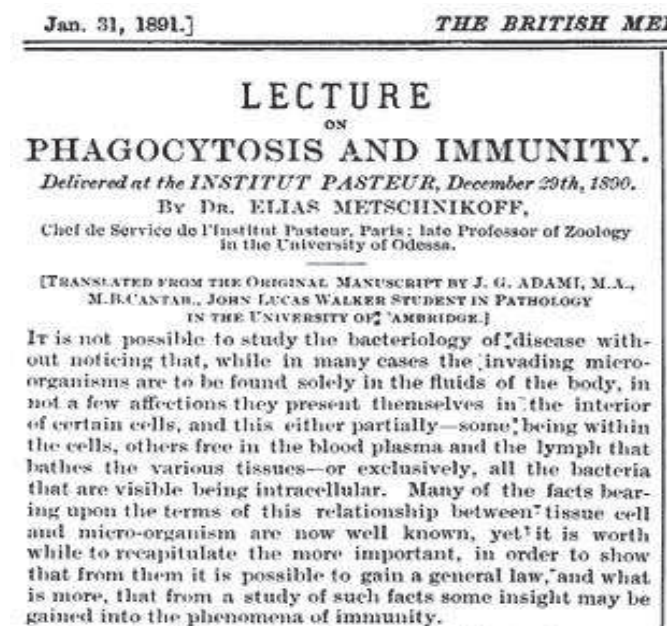 Jan. 31, 1891.] THE BRITISH MED
LECTURE
ON
PHAGOCYTOSIS AND IMMUNITY.
Delivered at the INSTITUT PASTEUR, December 29th, 1890.
BY DR. ELIAS METSCHNIKOFF,
Chef de Service de l'Institut Pasteur, Paris; late Professor of Zoology
in the University of Odessa.
[TRANSLATED FROM THE ORIGINAL MANUSCRIPT BY J. G. ADAMI, M.A.,
M.B.CANTAB., JOHN LUCAS WALKER STUDENT IN PATHOLOGY
IN THE UNIVERSITY OF AMBRIDGE.]
IT is not possible to study the bacteriology of disease with-
out noticing that, while in many cases the invading micro-
organisms are to be found solely in the fluids of the body, in
not a few affections they present themselves in the interior
of certain cells, and this either partially—some being within
the cells, others free in the blood plasma and the lymph that
bathes the various tissues—or exclusively, all the bacteria
that are visible being intracellular. Many of the facts bear-
ing upon the terms of this relationship between tissue cell
and micro-organism are now well known, yet it is worth
while to recapitulate the more important, in order to show
that from them it is possible to gain a general law, and what
is more, that from a study of such facts some insight may be
gained into the phenomena of immunity.